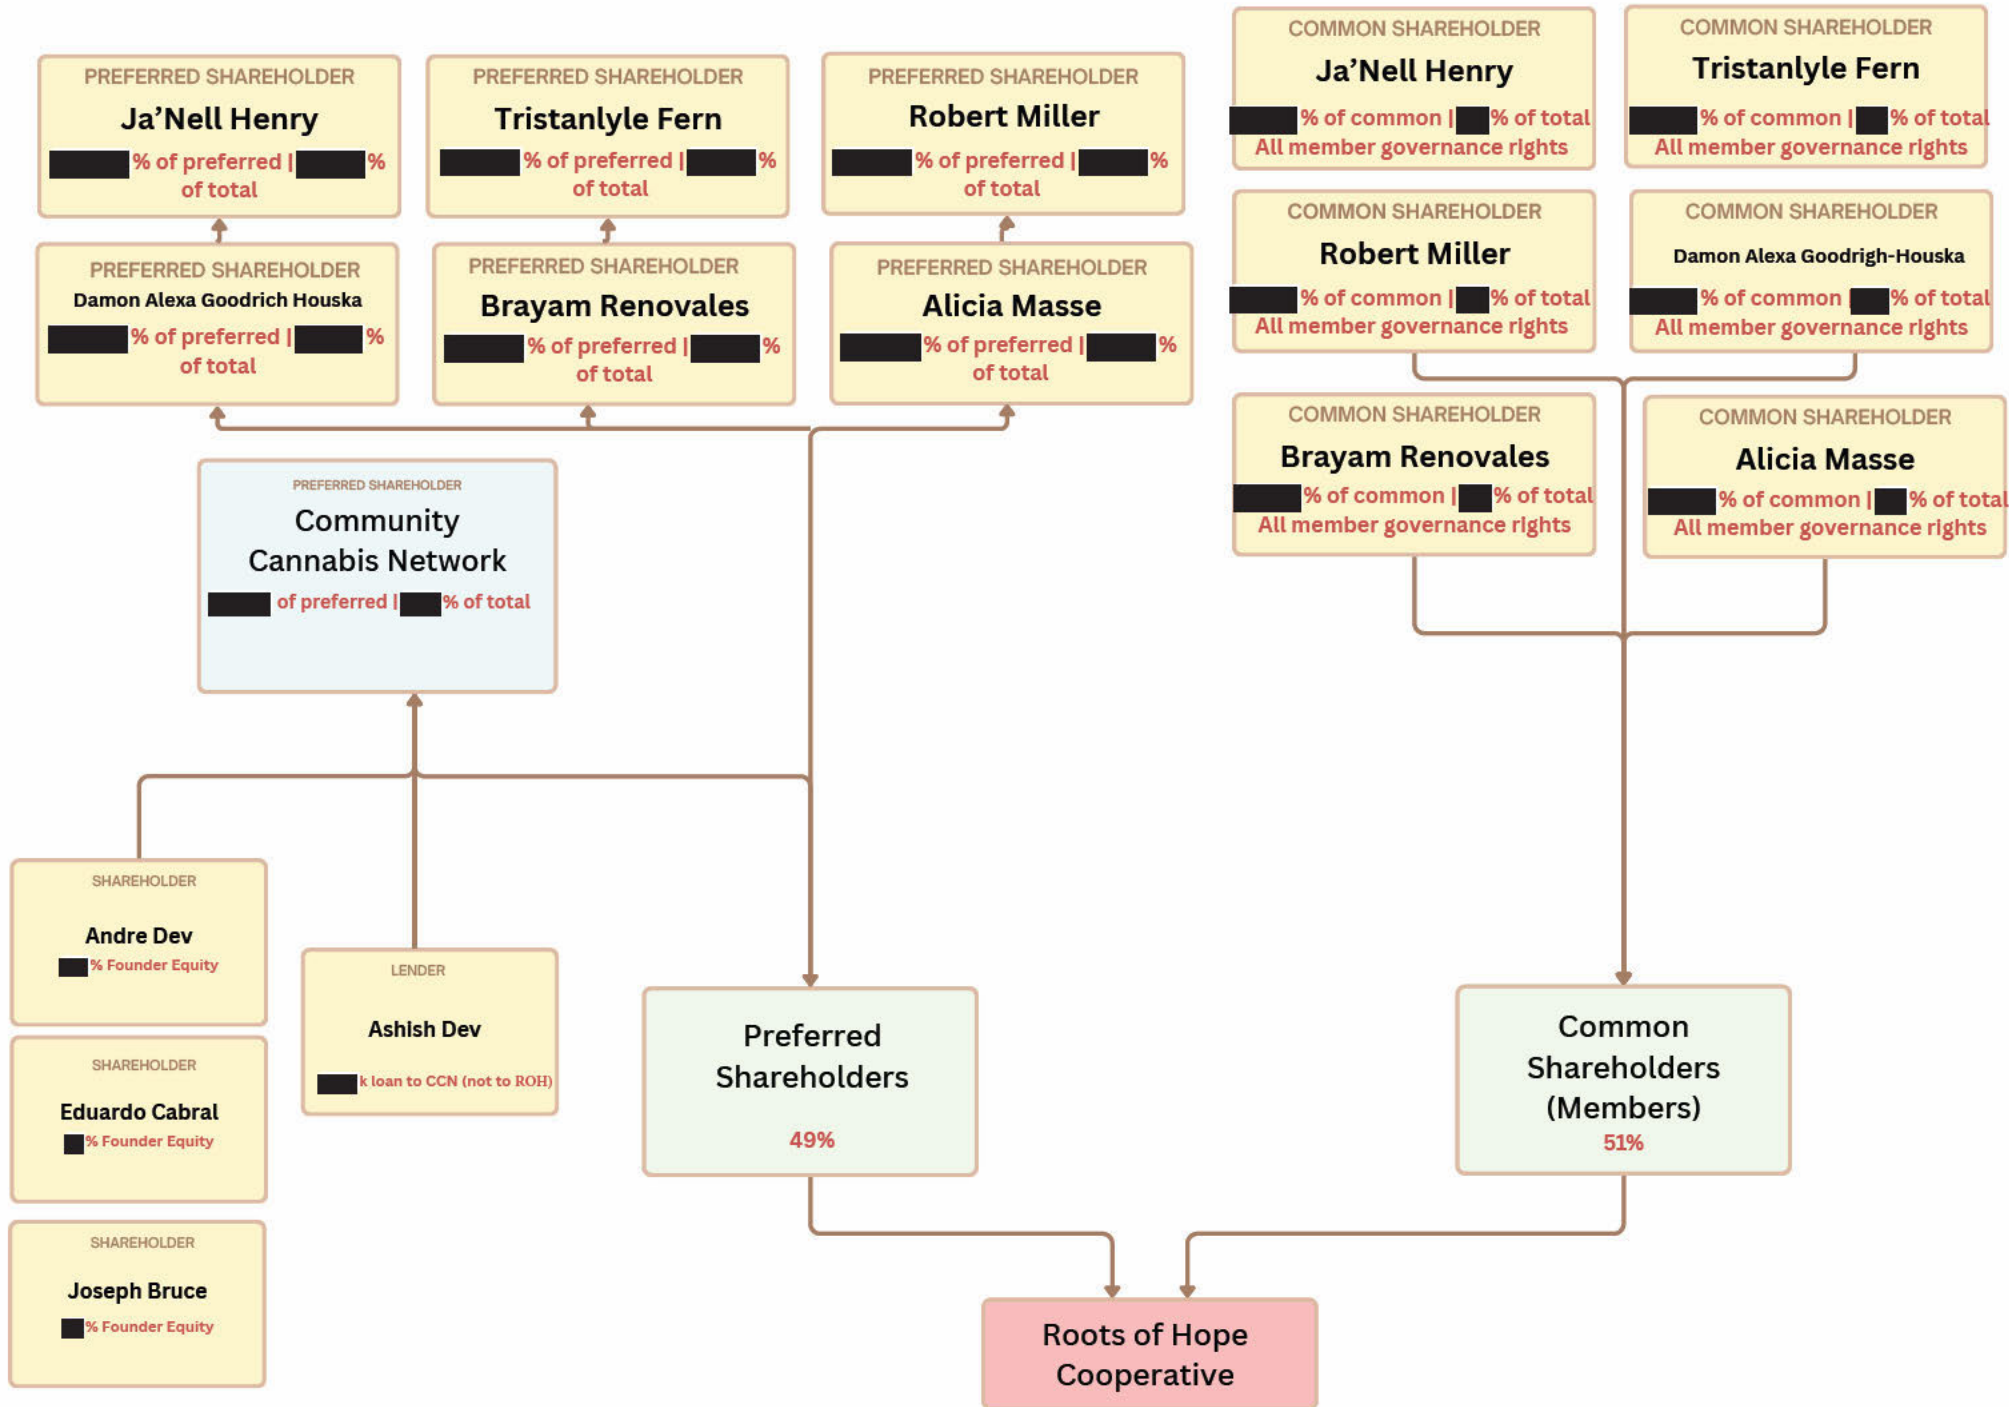 PREFERRED SHAREHOLDER
Ja'Nell Henry
% of preferred | %
of total
PREFERRED SHAREHOLDER
Tristanlyle Fern
% of preferred | %
of total
PREFERRED SHAREHOLDER
Robert Miller
% of preferred | %
of total
COMMON SHAREHOLDER
Ja'Nell Henry
% of common | % of total
All member governance rights
COMMON SHAREHOLDER
Tristanlyle Fern
% of common | % of total
All member governance rights
PREFERRED SHAREHOLDER
Damon Alexa Goodrich Houska
% of preferred | %
of total
PREFERRED SHAREHOLDER
Brayam Renovales
% of preferred | %
of total
PREFERRED SHAREHOLDER
Alicia Masse
% of preferred | %
of total
COMMON SHAREHOLDER
Robert Miller
% of common | % of total
All member governance rights
COMMON SHAREHOLDER
Damon Alexa Goodrigh-Houska
% of common | % of total
All member governance rights
COMMON SHAREHOLDER
Brayam Renovales
% of common | % of total
All member governance rights
COMMON SHAREHOLDER
Alicia Masse
% of common | % of total
All member governance rights
PREFERRED SHAREHOLDER
Community
Cannabis Network
of preferred | % of total
SHAREHOLDER
Andre Dev
% Founder Equity
SHAREHOLDER
Eduardo Cabral
% Founder Equity
SHAREHOLDER
Joseph Bruce
% Founder Equity
LENDER
Ashish Dev
k loan to CCN (not to ROH)
Preferred
Shareholders
49%
Common
Shareholders
(Members)
51%
Roots of Hope
Cooperative